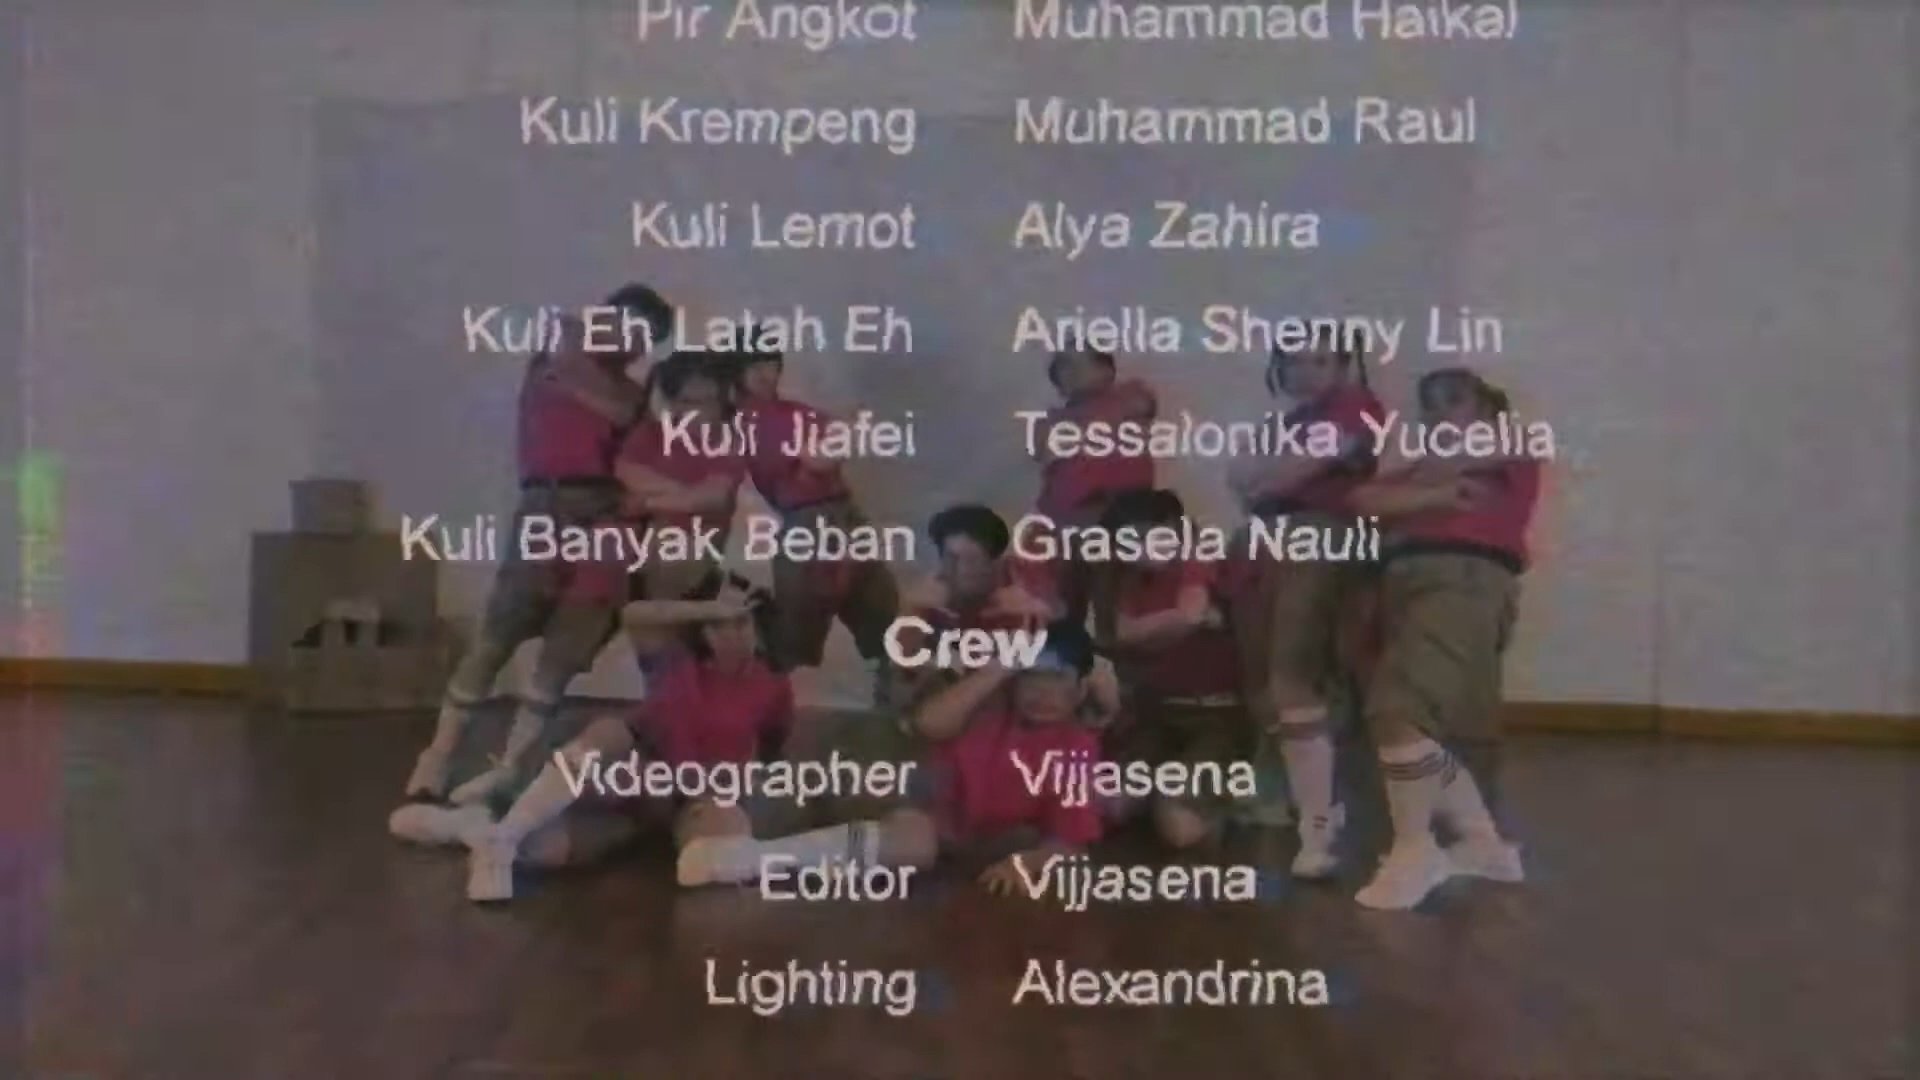 Pir Angkot Muhammad Haikal
Kuli Krempeng Muhammad Raul
Kuli Lemot Alya Zahira
Kuli Eh Latah Eh Ariella Shenny Lin
Kuli Jiafei Tessalonika Yucelia
Kuli Banyak Beban Grasela Nauli
Crew
Videographer Vijjasena
Editor Vijjasena
Lighting Alexandrina